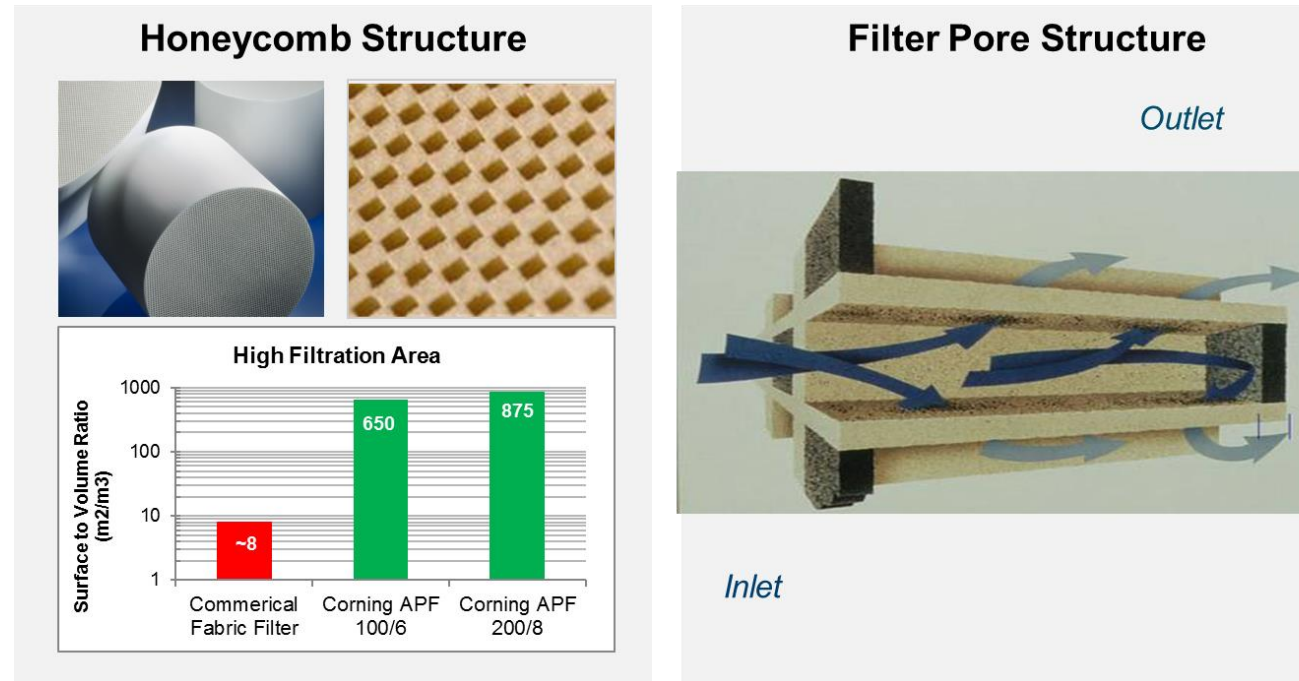 Honeycomb Structure
High Filtration Area
Surface to Volume Ratio
(m2/m3)
1000
100
10
1
~8
650
875
Commerical
Fabric Filter
Corning APF
100/6
Corning APF
200/8
Filter Pore Structure
Outlet
Inlet